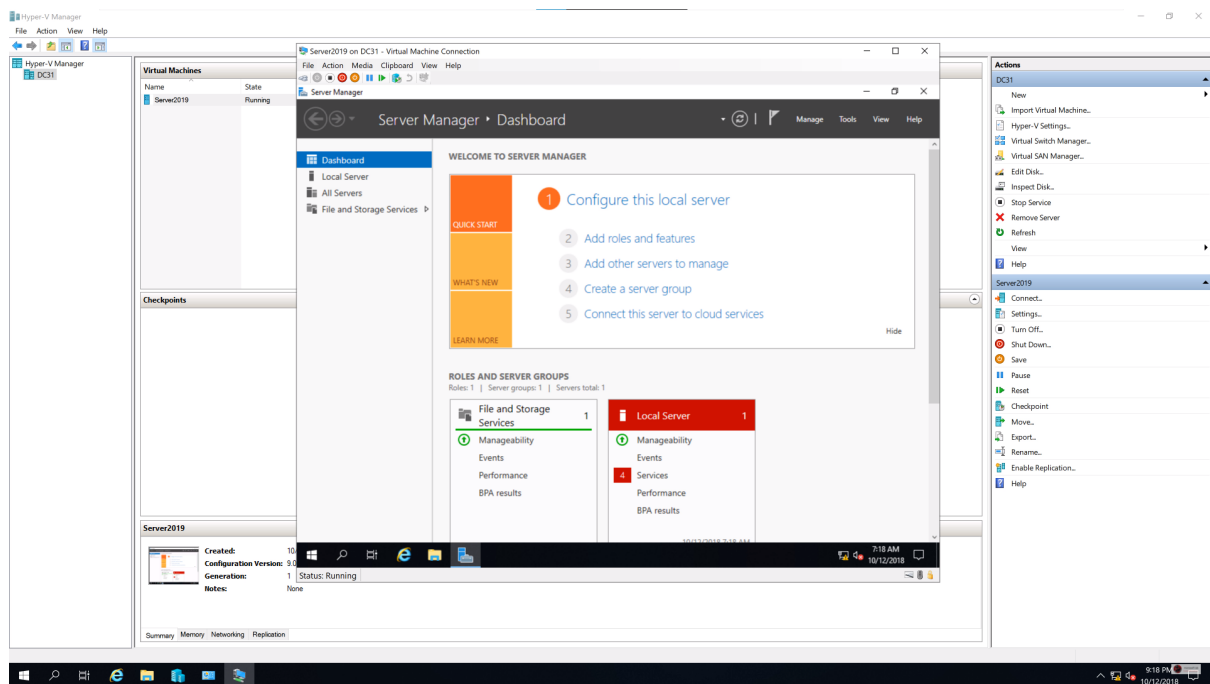 Hyper-V Manager
File Action View Help
Hyper-V Manager
DC31
Virtual Machines
Name State
Server2019 Running
Checkpoints
Server2019
Created: 10/
Configuration Version: 9.0
Generation: 1
Notes: None
Summary Memory Networking Replication
Server2019 on DC31 - Virtual Machine Connection
File Action Media Clipboard View Help
Server Manager
Server Manager • Dashboard
Manage Tools View Help
Dashboard
Local Server
All Servers
File and Storage Services
WELCOME TO SERVER MANAGER
QUICK START
WHAT'S NEW
LEARN MORE
1 Configure this local server
2 Add roles and features
3 Add other servers to manage
4 Create a server group
5 Connect this server to cloud services
Hide
ROLES AND SERVER GROUPS
Roles: 1 | Server groups: 1 | Servers total: 1
File and Storage Services 1
Manageability
Events
Performance
BPA results
Local Server 1
Manageability
Events
4 Services
Performance
BPA results
10/12/2018 7:18 AM
7:18 AM
10/12/2018
Status: Running
Actions
DC31
New
Import Virtual Machine...
Hyper-V Settings...
Virtual Switch Manager...
Virtual SAN Manager...
Edit Disk...
Inspect Disk...
Stop Service
Remove Server
Refresh
View
Help
Server2019
Connect...
Settings...
Turn Off...
Shut Down...
Save
Pause
Reset
Checkpoint
Move...
Export...
Rename...
Enable Replication...
Help
9:18 PM
10/12/2018